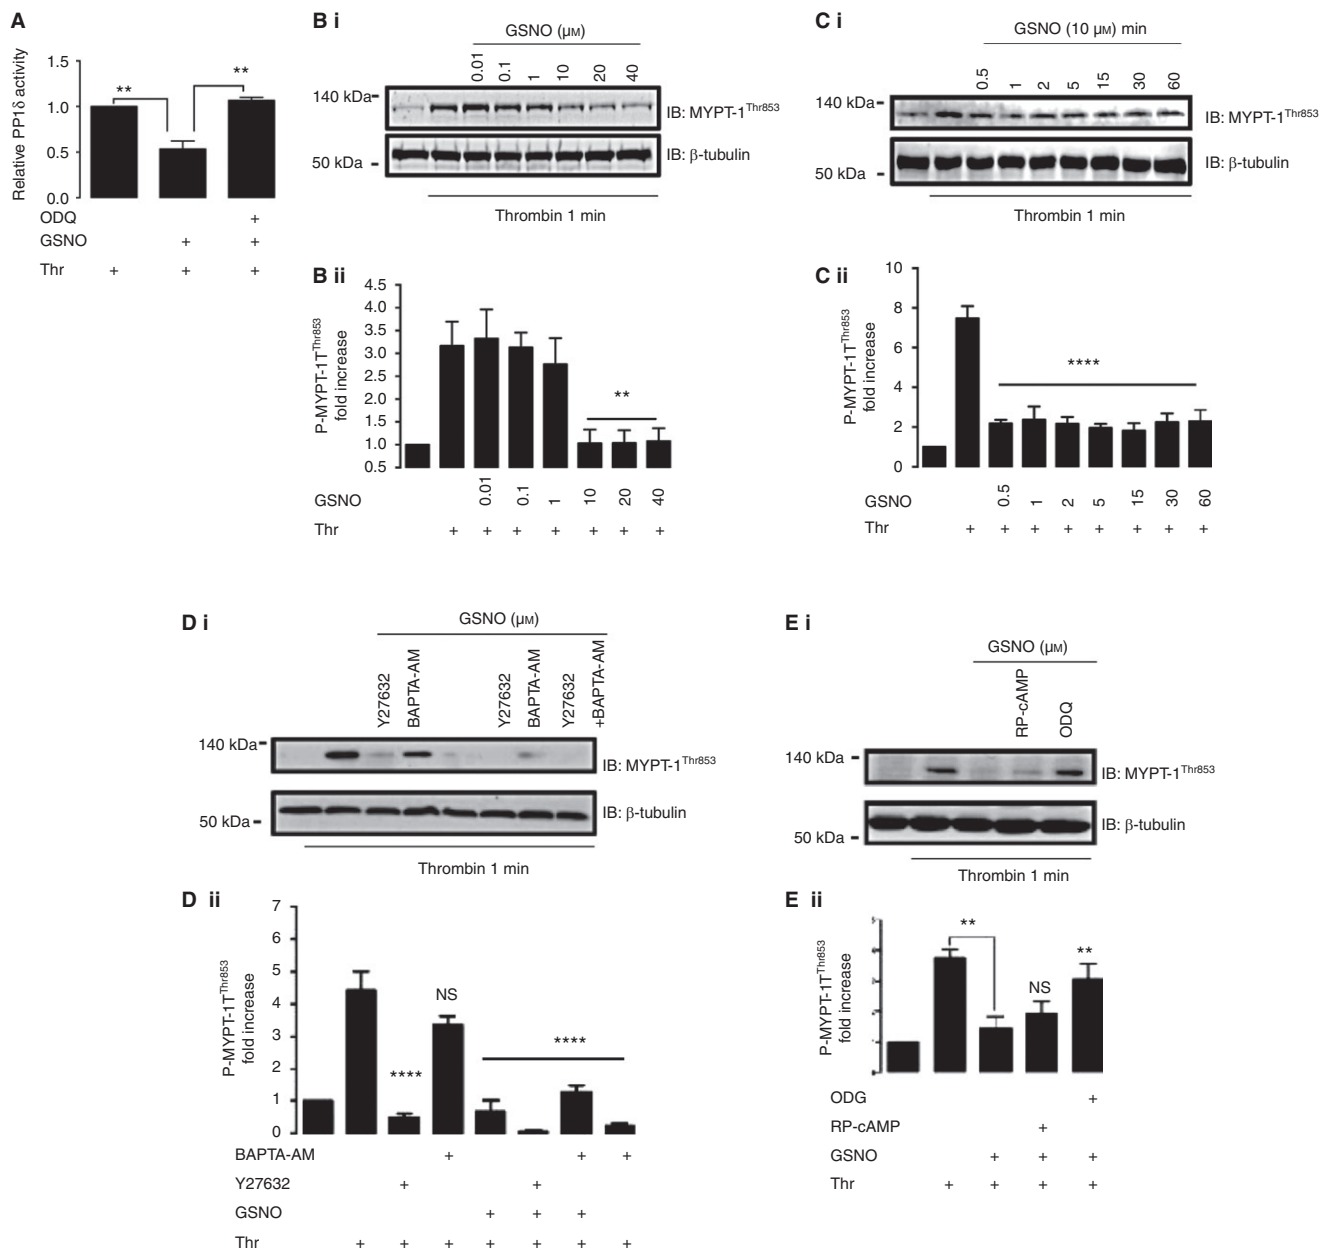 A
Relative PP1δ activity
1.5
1.0
0.5
0.0
**
**
ODQ +
GSNO + +
Thr + + +
B i
GSNO (µM)
0.01 0.1 1 10 20 40
140 kDa
IB: MYPT-1Thr853
50 kDa
IB: β-tubulin
Thrombin 1 min
B ii
P-MYPT-1TThr853
fold increase
4.5
4.0
3.5
3.0
2.5
2.0
1.5
1.0
0.5
**
GSNO 0.01 0.1 1 10 20 40
Thr + + + + + + +
C i
GSNO (10 µM) min
0.5 1 2 5 15 30 60
140 kDa
IB: MYPT-1Thr853
50 kDa
IB: β-tubulin
Thrombin 1 min
C ii
P-MYPT-1TThr853
fold increase
10
8
6
4
2
0
****
GSNO 0.5 1 2 5 15 30 60
Thr + + + + + + + +
D i
GSNO (µM)
Y27632 BAPTA-AM Y27632 BAPTA-AM Y27632 +BAPTA-AM
140 kDa
IB: MYPT-1Thr853
50 kDa
IB: β-tubulin
Thrombin 1 min
D ii
P-MYPT-1TThr853
fold increase
7
6
5
4
3
2
1
0
****
NS
****
BAPTA-AM + + +
Y27632 + +
GSNO + + +
Thr + + + + + + +
E i
GSNO (µM)
RP-cAMP ODQ
140 kDa
IB: MYPT-1Thr853
50 kDa
IB: β-tubulin
Thrombin 1 min
E ii
P-MYPT-1TThr853
fold increase
**
NS
**
ODG +
RP-cAMP +
GSNO + + +
Thr + + + +